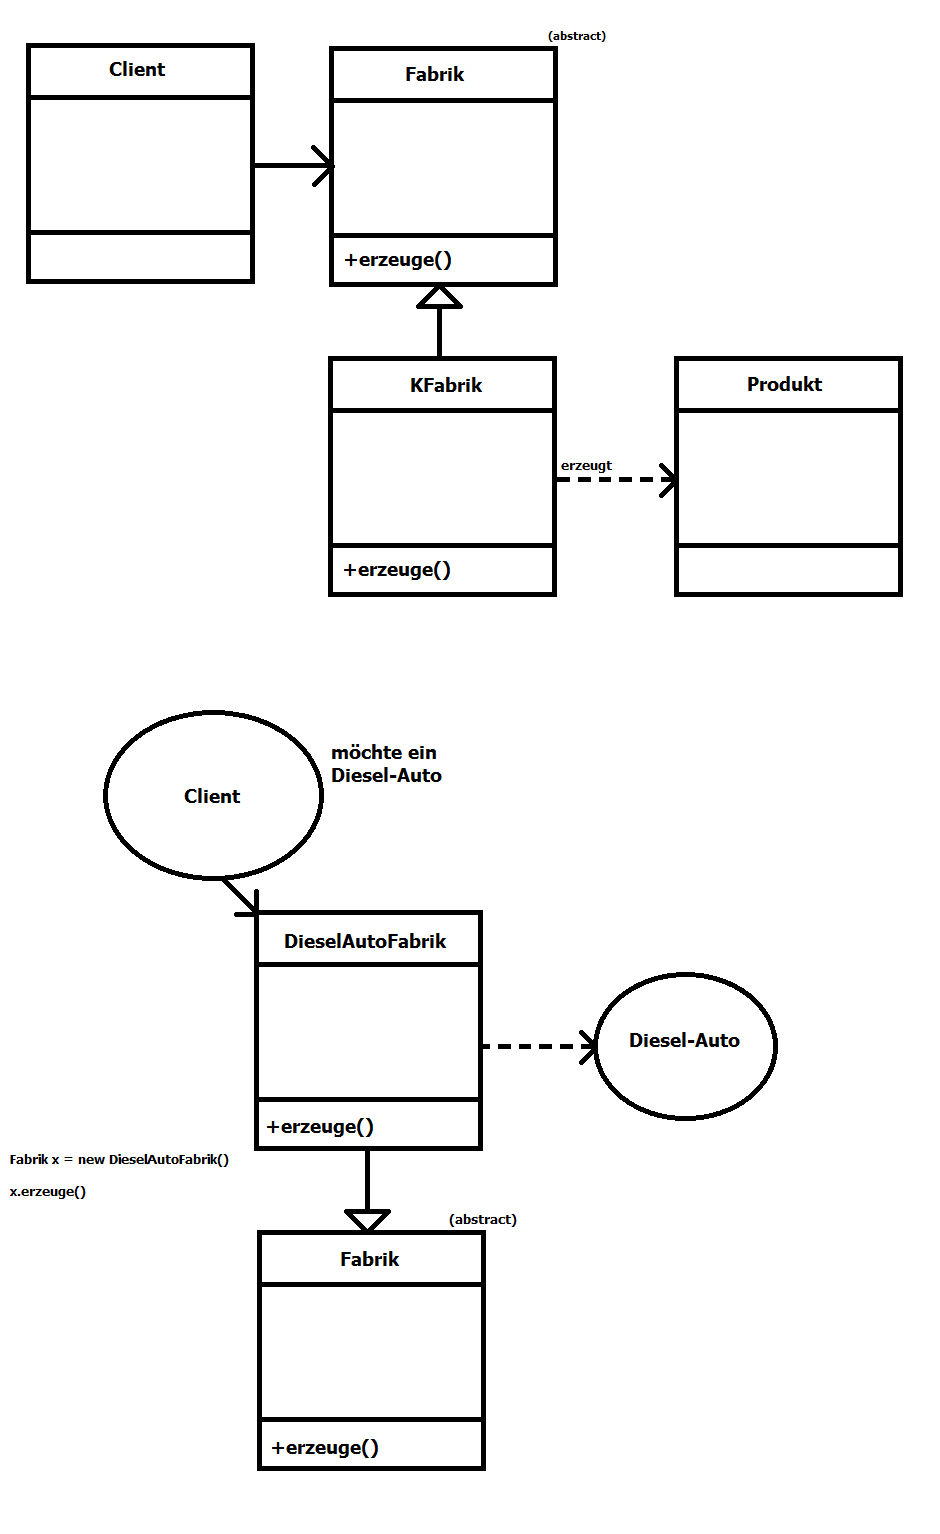 (abstract)
Client
Fabrik
+erzeuge()
KFabrik
Produkt
erzeugt
+erzeuge()
möchte ein
Diesel-Auto
Client
DieselAutoFabrik
Diesel-Auto
+erzeuge()
Fabrik x = new DieselAutoFabrik()
x.erzeuge()
(abstract)
Fabrik
+erzeuge()